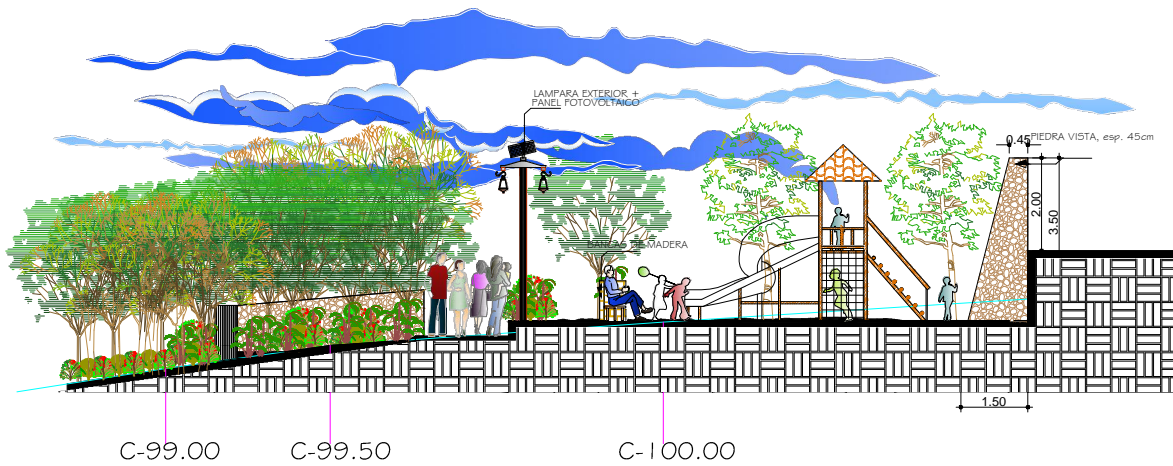 LAMPARA EXTERIOR +
PANEL FOTOVOLTAICO
0.45
PIEDRA VISTA, esp. 45cm
2.00
3.50
BANCAS DE MADERA
1.50
C-99.00
C-99.50
C-100.00